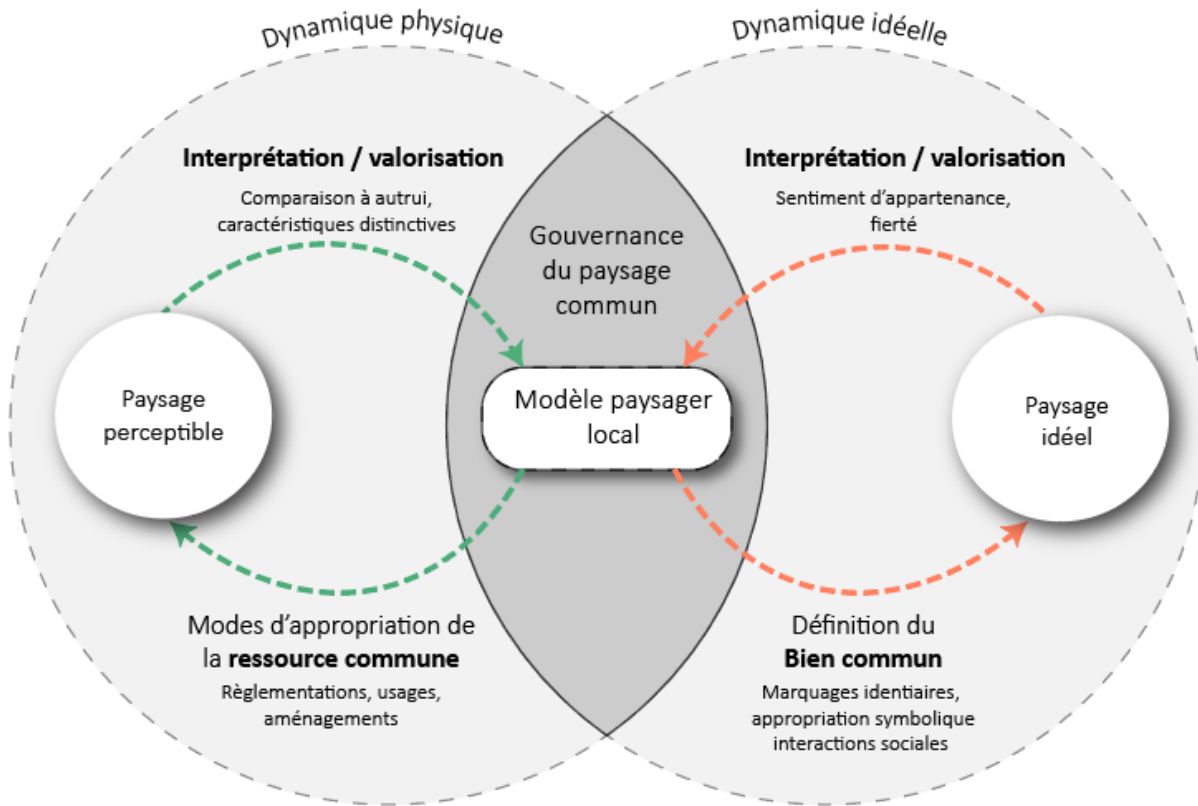 Dynamique physique
Dynamique idéelle
Interprétation / valorisation
Comparaison à autrui,
caractéristiques distinctives
Interprétation / valorisation
Sentiment d'appartenance,
fierté
Gouvernance
du paysage
commun
Paysage
perceptible
Modèle paysager
local
Paysage
idéel
Modes d'appropriation de
la ressource commune
Règlementations, usages,
aménagements
Définition du
Bien commun
Marquages identiaires,
appropriation symbolique
interactions sociales